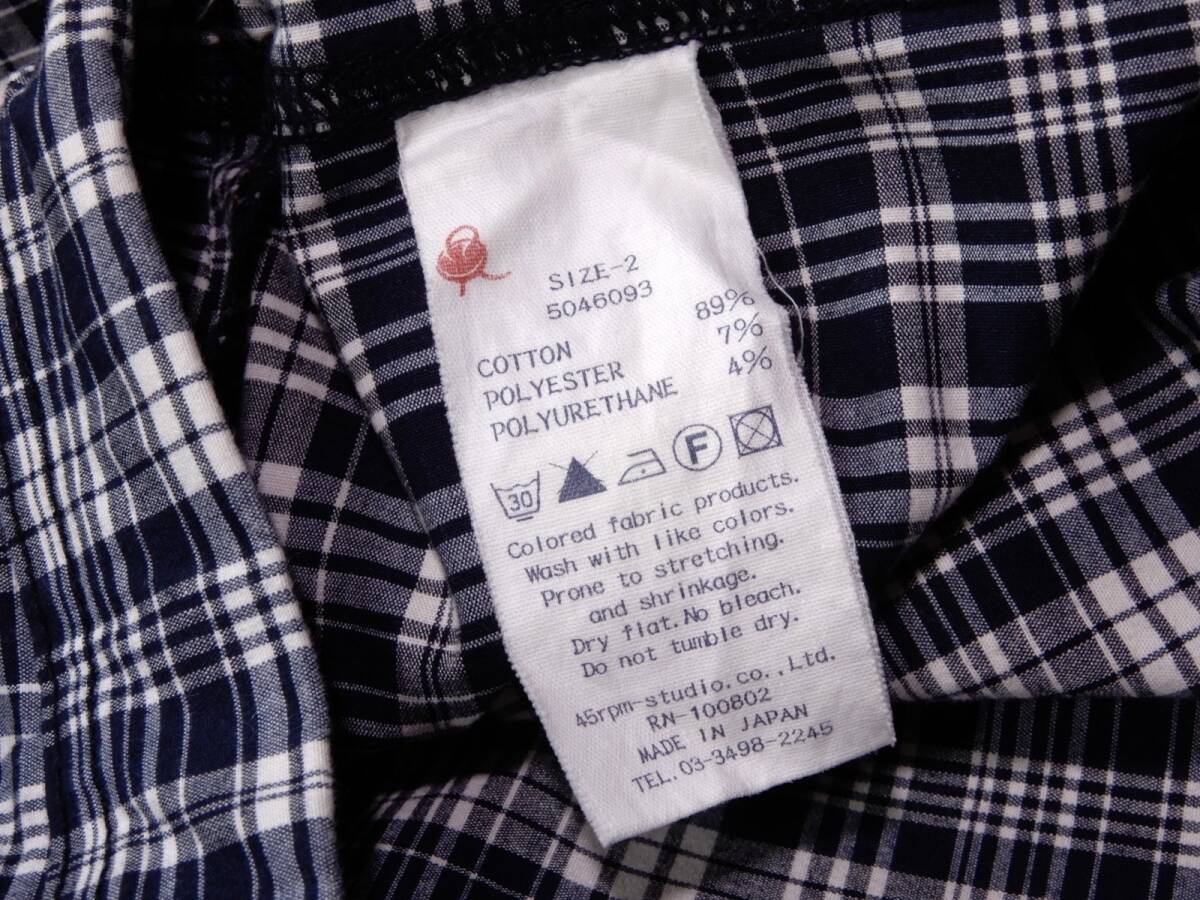 SIZE-2
5046093
COTTON 89%
POLYESTER 7%
POLYURETHANE 4%
30 F
Colored fabric products.
Wash with like colors.
Prone to stretching.
and shrinkage.
Dry flat.No bleach.
Do not tumble dry.
45rpm-studio.co.,Ltd.
RN-100802
MADE IN JAPAN
TEL.03-3498-2245